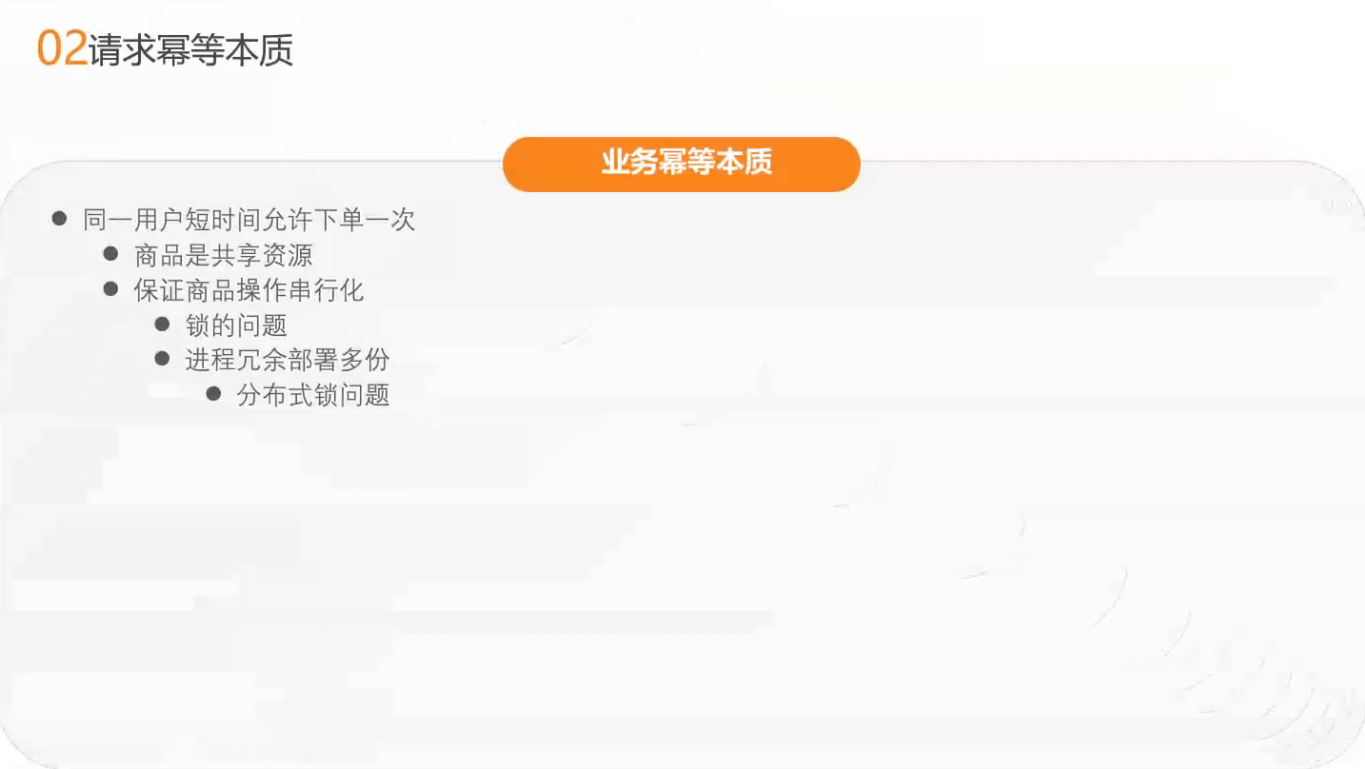 02请求幂等本质
业务幂等本质
● 同一用户短时间允许下单一次
● 商品是共享资源
● 保证商品操作串行化
● 锁的问题
● 进程冗余部署多份
● 分布式锁问题